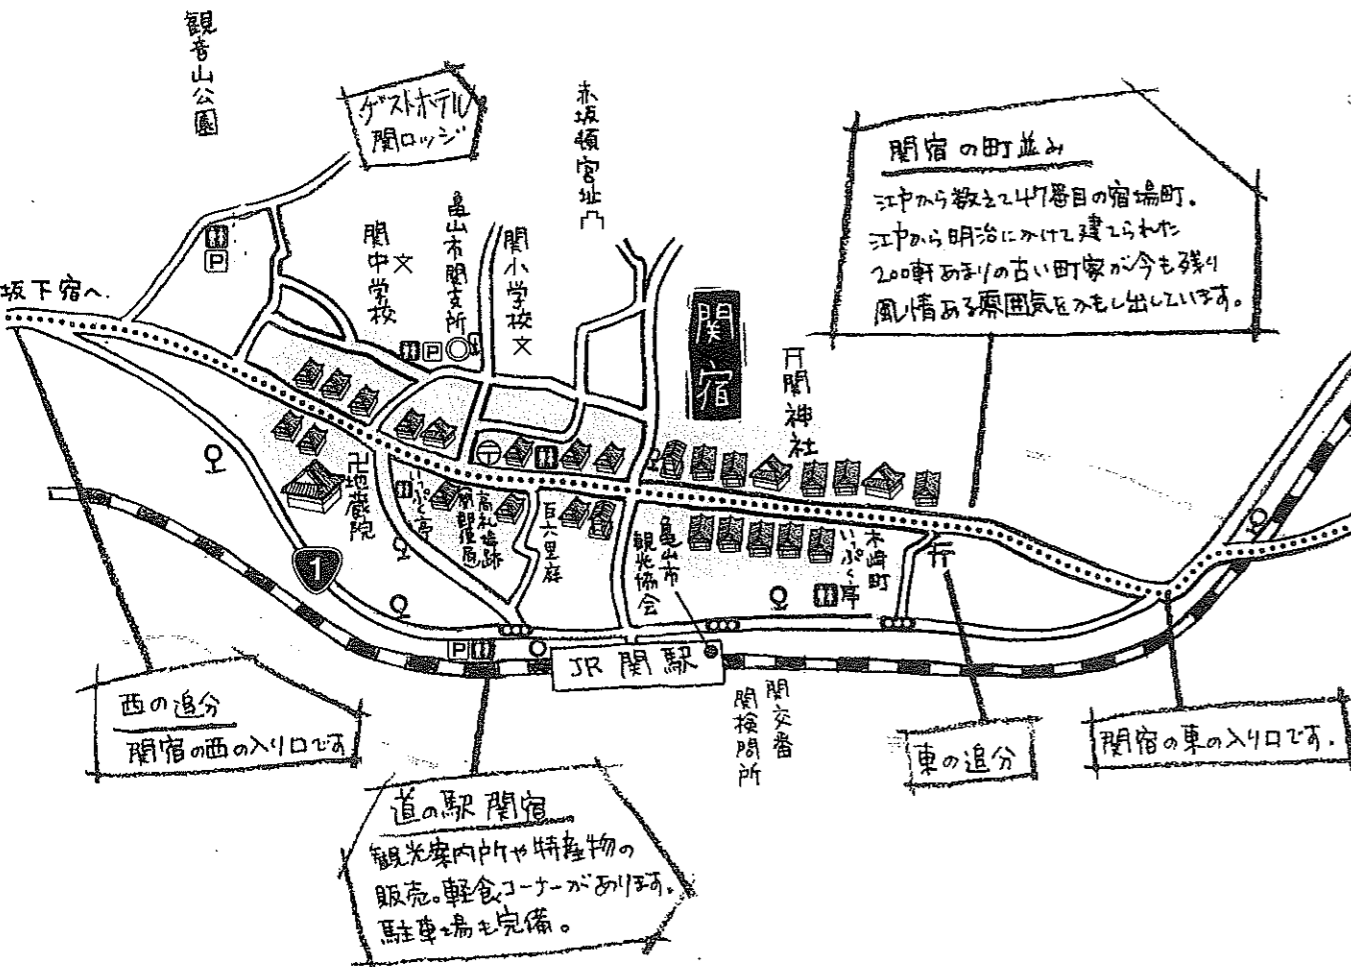 観音山公園
ゲストホテル
関ロッジ
赤坂頓宮址
関宿の町並み
江戸から数えて47番目の宿場町。
江戸から明治にかけて建てられた
200軒あまりの古い町家が今も残り
風情ある雰囲気をかもし出しています。
亀山市関支所
関中学校
文
関小学校
文
P
坂下宿へ
P
関宿
関神社
卍地蔵院
いっぷく亭
高札場跡
関郵便局
百六里庭
亀山市
観光協会
木崎町
いっぷく亭
1
P
JR 関駅
関交番
関検問所
西の追分
関宿の西の入り口です
東の追分
関宿の東の入り口です。
道の駅 関宿
観光案内所や特産物の
販売。軽食コーナーがあります。
駐車場も完備。